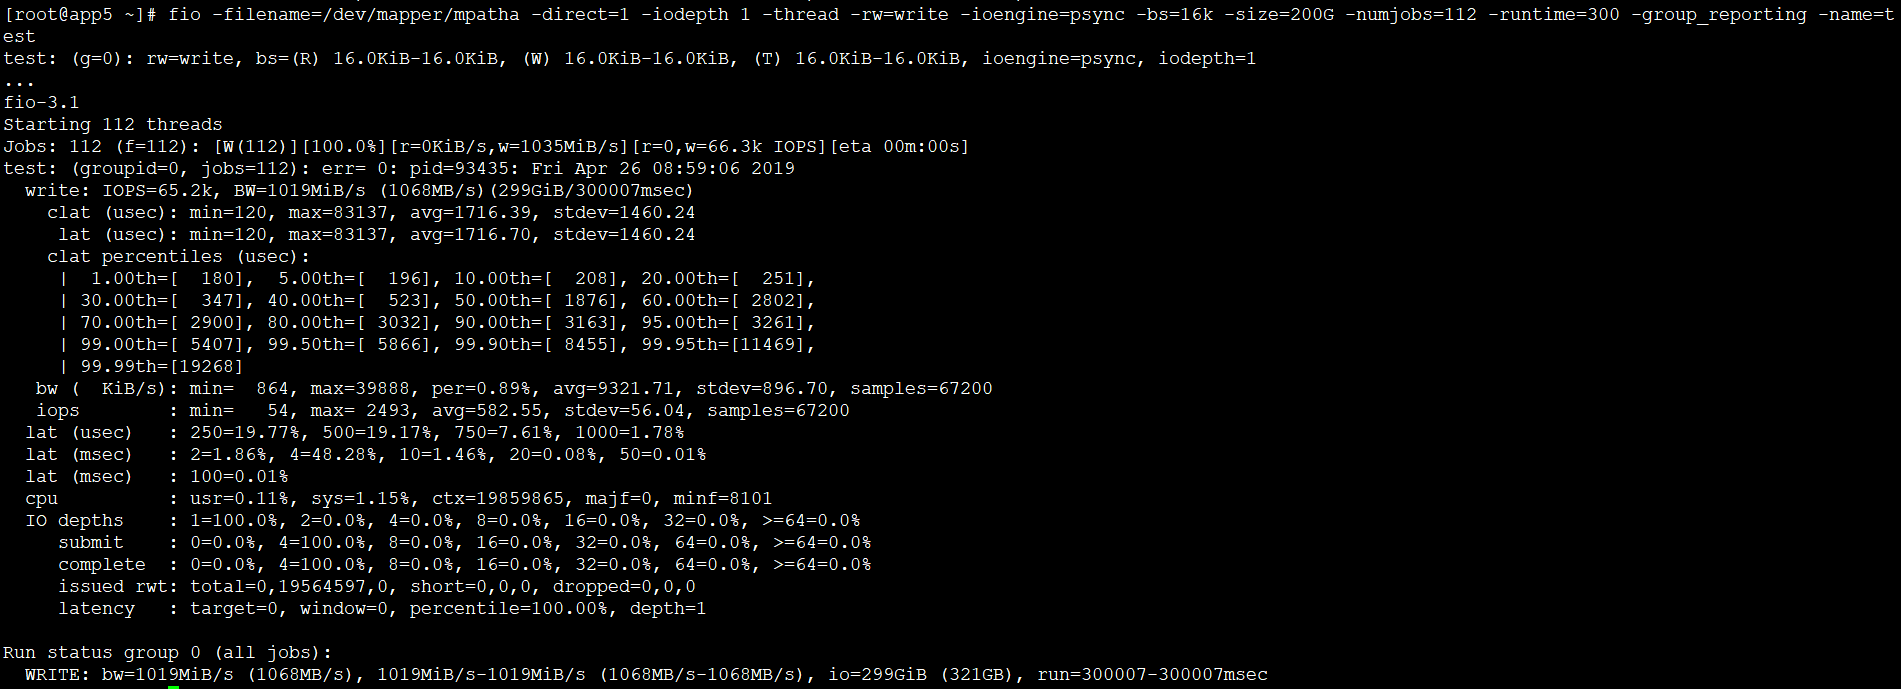 [root@app5 ~]# fio -filename=/dev/mapper/mpatha -direct=1 -iodepth 1 -thread -rw=write -ioengine=psync -bs=16k -size=200G -numjobs=112 -runtime=300 -group_reporting -name=t
est
test: (g=0): rw=write, bs=(R) 16.0KiB-16.0KiB, (W) 16.0KiB-16.0KiB, (T) 16.0KiB-16.0KiB, ioengine=psync, iodepth=1
...
fio-3.1
Starting 112 threads
Jobs: 112 (f=112): [W(112)][100.0%][r=0KiB/s,w=1035MiB/s][r=0,w=66.3k IOPS][eta 00m:00s]
test: (groupid=0, jobs=112): err= 0: pid=93435: Fri Apr 26 08:59:06 2019
  write: IOPS=65.2k, BW=1019MiB/s (1068MB/s)(299GiB/300007msec)
    clat (usec): min=120, max=83137, avg=1716.39, stdev=1460.24
     lat (usec): min=120, max=83137, avg=1716.70, stdev=1460.24
    clat percentiles (usec):
     |  1.00th=[  180],  5.00th=[  196], 10.00th=[  208], 20.00th=[  251],
     | 30.00th=[  347], 40.00th=[  523], 50.00th=[ 1876], 60.00th=[ 2802],
     | 70.00th=[ 2900], 80.00th=[ 3032], 90.00th=[ 3163], 95.00th=[ 3261],
     | 99.00th=[ 5407], 99.50th=[ 5866], 99.90th=[ 8455], 99.95th=[11469],
     | 99.99th=[19268]
   bw (  KiB/s): min=  864, max=39888, per=0.89%, avg=9321.71, stdev=896.70, samples=67200
   iops        : min=   54, max= 2493, avg=582.55, stdev=56.04, samples=67200
  lat (usec)   : 250=19.77%, 500=19.17%, 750=7.61%, 1000=1.78%
  lat (msec)   : 2=1.86%, 4=48.28%, 10=1.46%, 20=0.08%, 50=0.01%
  lat (msec)   : 100=0.01%
  cpu          : usr=0.11%, sys=1.15%, ctx=19859865, majf=0, minf=8101
  IO depths    : 1=100.0%, 2=0.0%, 4=0.0%, 8=0.0%, 16=0.0%, 32=0.0%, >=64=0.0%
     submit    : 0=0.0%, 4=100.0%, 8=0.0%, 16=0.0%, 32=0.0%, 64=0.0%, >=64=0.0%
     complete  : 0=0.0%, 4=100.0%, 8=0.0%, 16=0.0%, 32=0.0%, 64=0.0%, >=64=0.0%
     issued rwt: total=0,19564597,0, short=0,0,0, dropped=0,0,0
     latency   : target=0, window=0, percentile=100.00%, depth=1
Run status group 0 (all jobs):
  WRITE: bw=1019MiB/s (1068MB/s), 1019MiB/s-1019MiB/s (1068MB/s-1068MB/s), io=299GiB (321GB), run=300007-300007msec